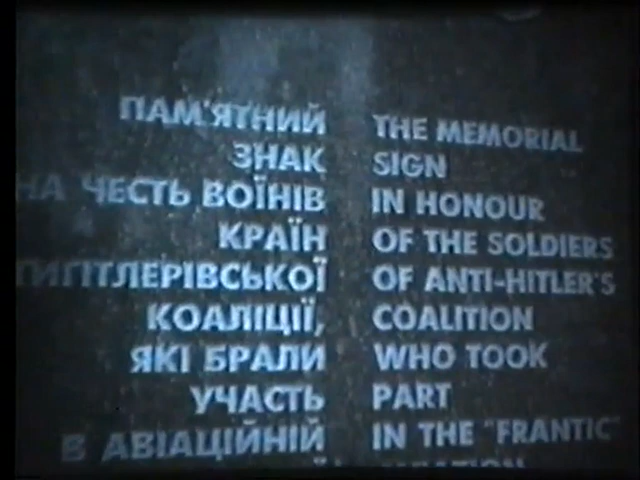 ПАМ'ЯТНИЙ
ЗНАК
НА ЧЕСТЬ ВОЇНІВ
КРАЇН
ТИГІТЛЕРІВСЬКОЇ
КОАЛІЦІЇ,
ЯКІ БРАЛИ
УЧАСТЬ
В АВІАЦІЙНІЙ
THE MEMORIAL
SIGN
IN HONOUR
OF THE SOLDIERS
OF ANTI-HITLER'S
COALITION
WHO TOOK
PART
IN THE "FRANTIC"